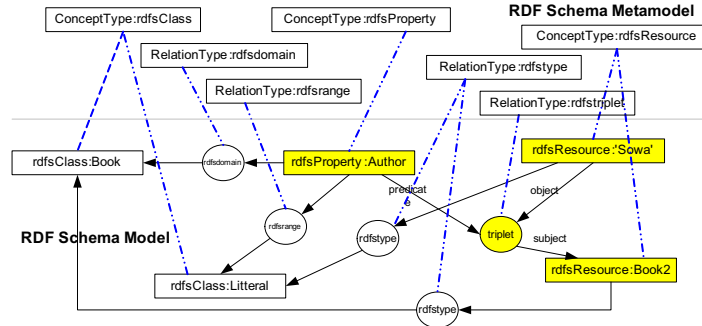 RDF Schema Metamodel
ConceptType:rdfsClass
ConceptType:rdfsProperty
ConceptType:rdfsResource
RelationType:rdfsdomain
RelationType:rdfstype
RelationType:rdfsrange
RelationType:rdfstriplet
rdfsClass:Book
rdfsdomain
rdfsProperty:Author
rdfsResource:'Sowa'
predicat
e
object
rdfsrange
rdfstype
triplet
subject
RDF Schema Model
rdfsClass:Litteral
rdfsResource:Book2
rdfstype